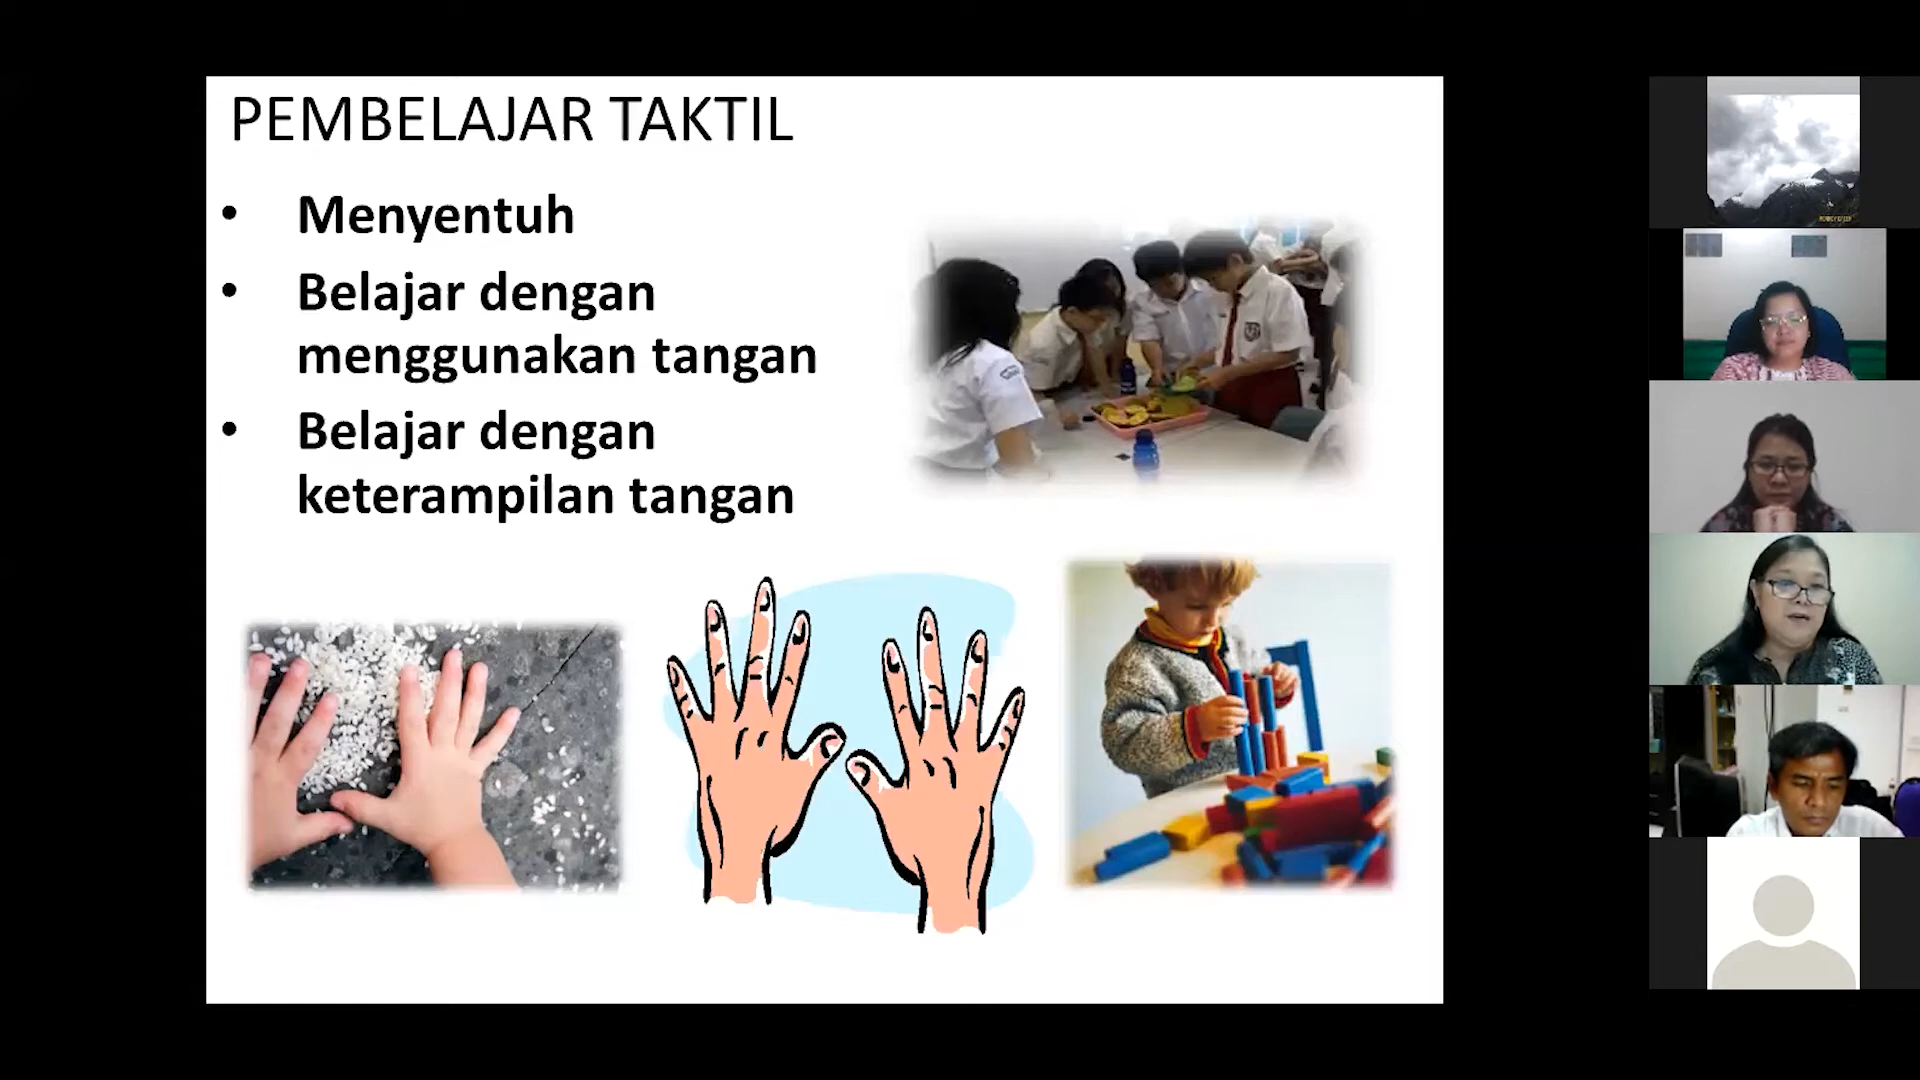 PEMBELAJAR TAKTIL
• Menyentuh
• Belajar dengan
menggunakan tangan
• Belajar dengan
keterampilan tangan